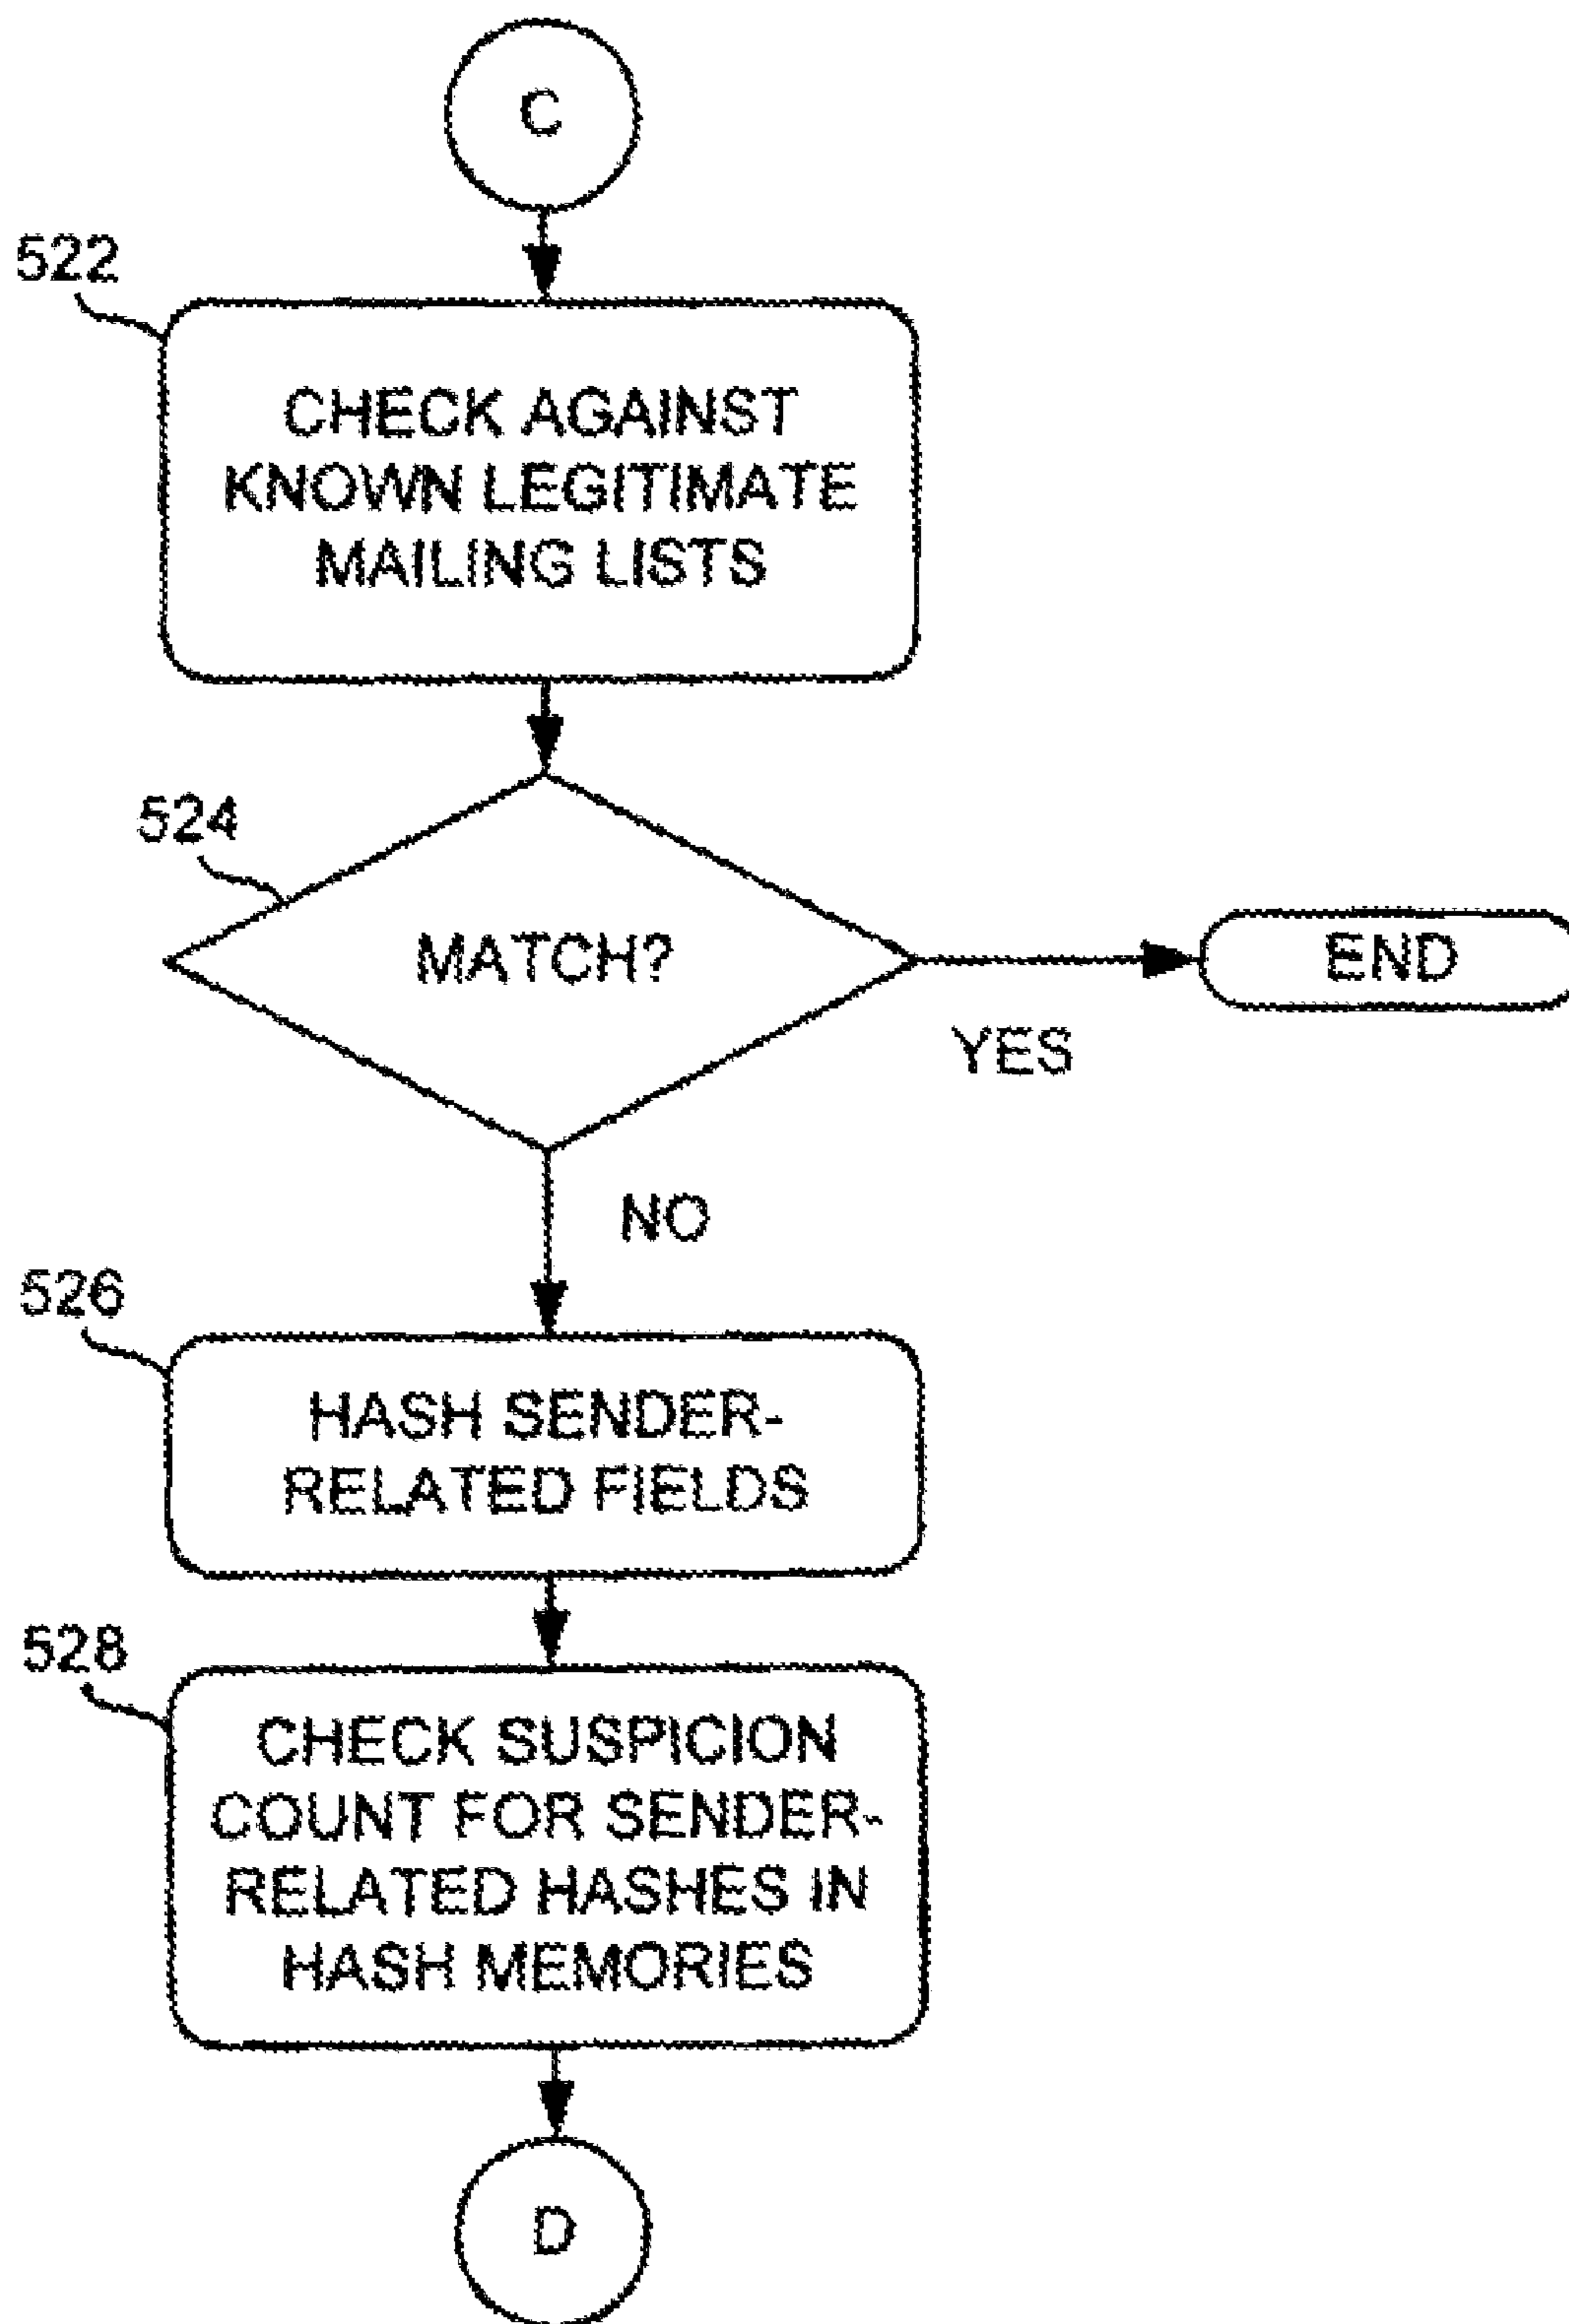 C
522
CHECK AGAINST
KNOWN LEGITIMATE
MAILING LISTS
524
MATCH?
END
YES
NO
526
HASH SENDER-
RELATED FIELDS
528
CHECK SUSPICION
COUNT FOR SENDER-
RELATED HASHES IN
HASH MEMORIES
D